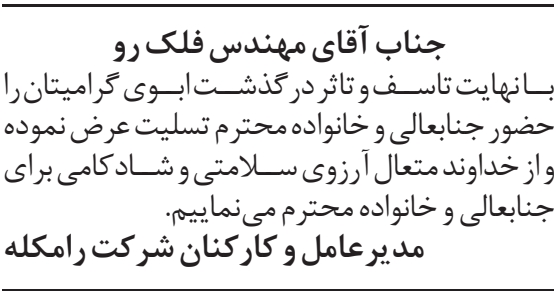 جناب آقای مهندس فلک رو
با نهایت تاسف و تاثر درگذشت ابوی گرامیتان را
حضور جنابعالی و خانواده محترم تسلیت عرض نموده
و از خداوند متعال آرزوی سلامتی و شادکامی برای
جنابعالی و خانواده محترم می‌نماییم.
مدیرعامل و کارکنان شرکت رامکله